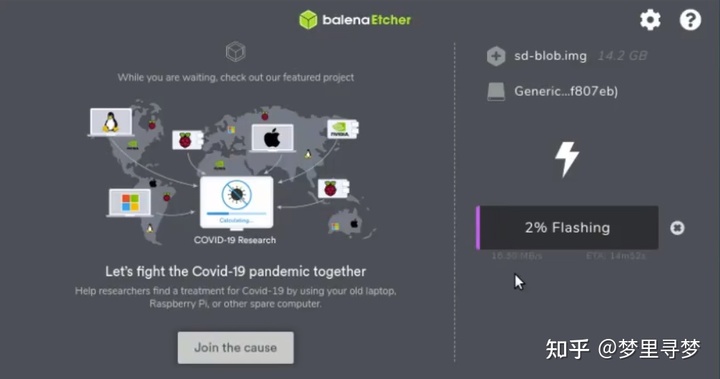 balenaEtcher
While you are waiting, check out our featured project
NVIDIA
Calculating...
COVID-19 Research
Let's fight the Covid-19 pandemic together
Help researchers find a treatment for Covid-19 by using your old laptop,
Raspberry Pi, or other spare computer.
Join the cause
sd-blob.img 14.2 GB
Generic...f807eb)
2% Flashing
ETA: 14m52s
知乎 @梦里寻梦